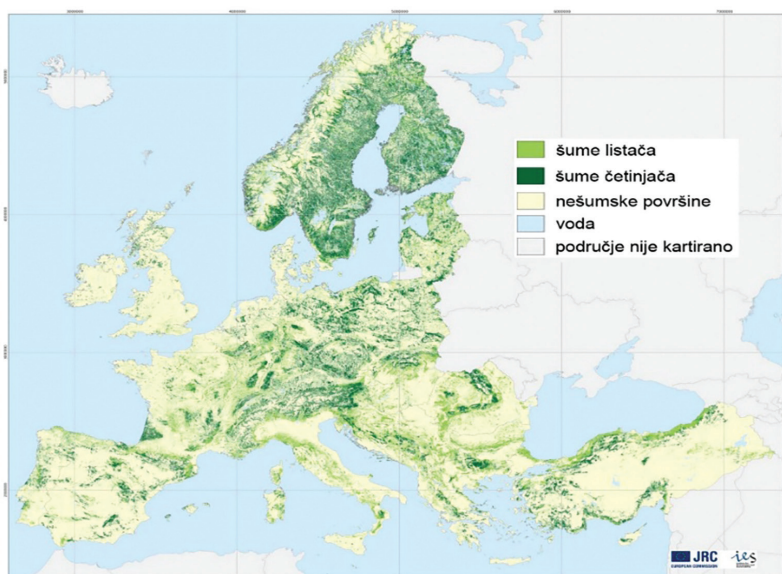 šume listača
šume četinjača
nešumske površine
voda
područje nije kartirano
JRC
EUROPEAN COMMISSION
ies